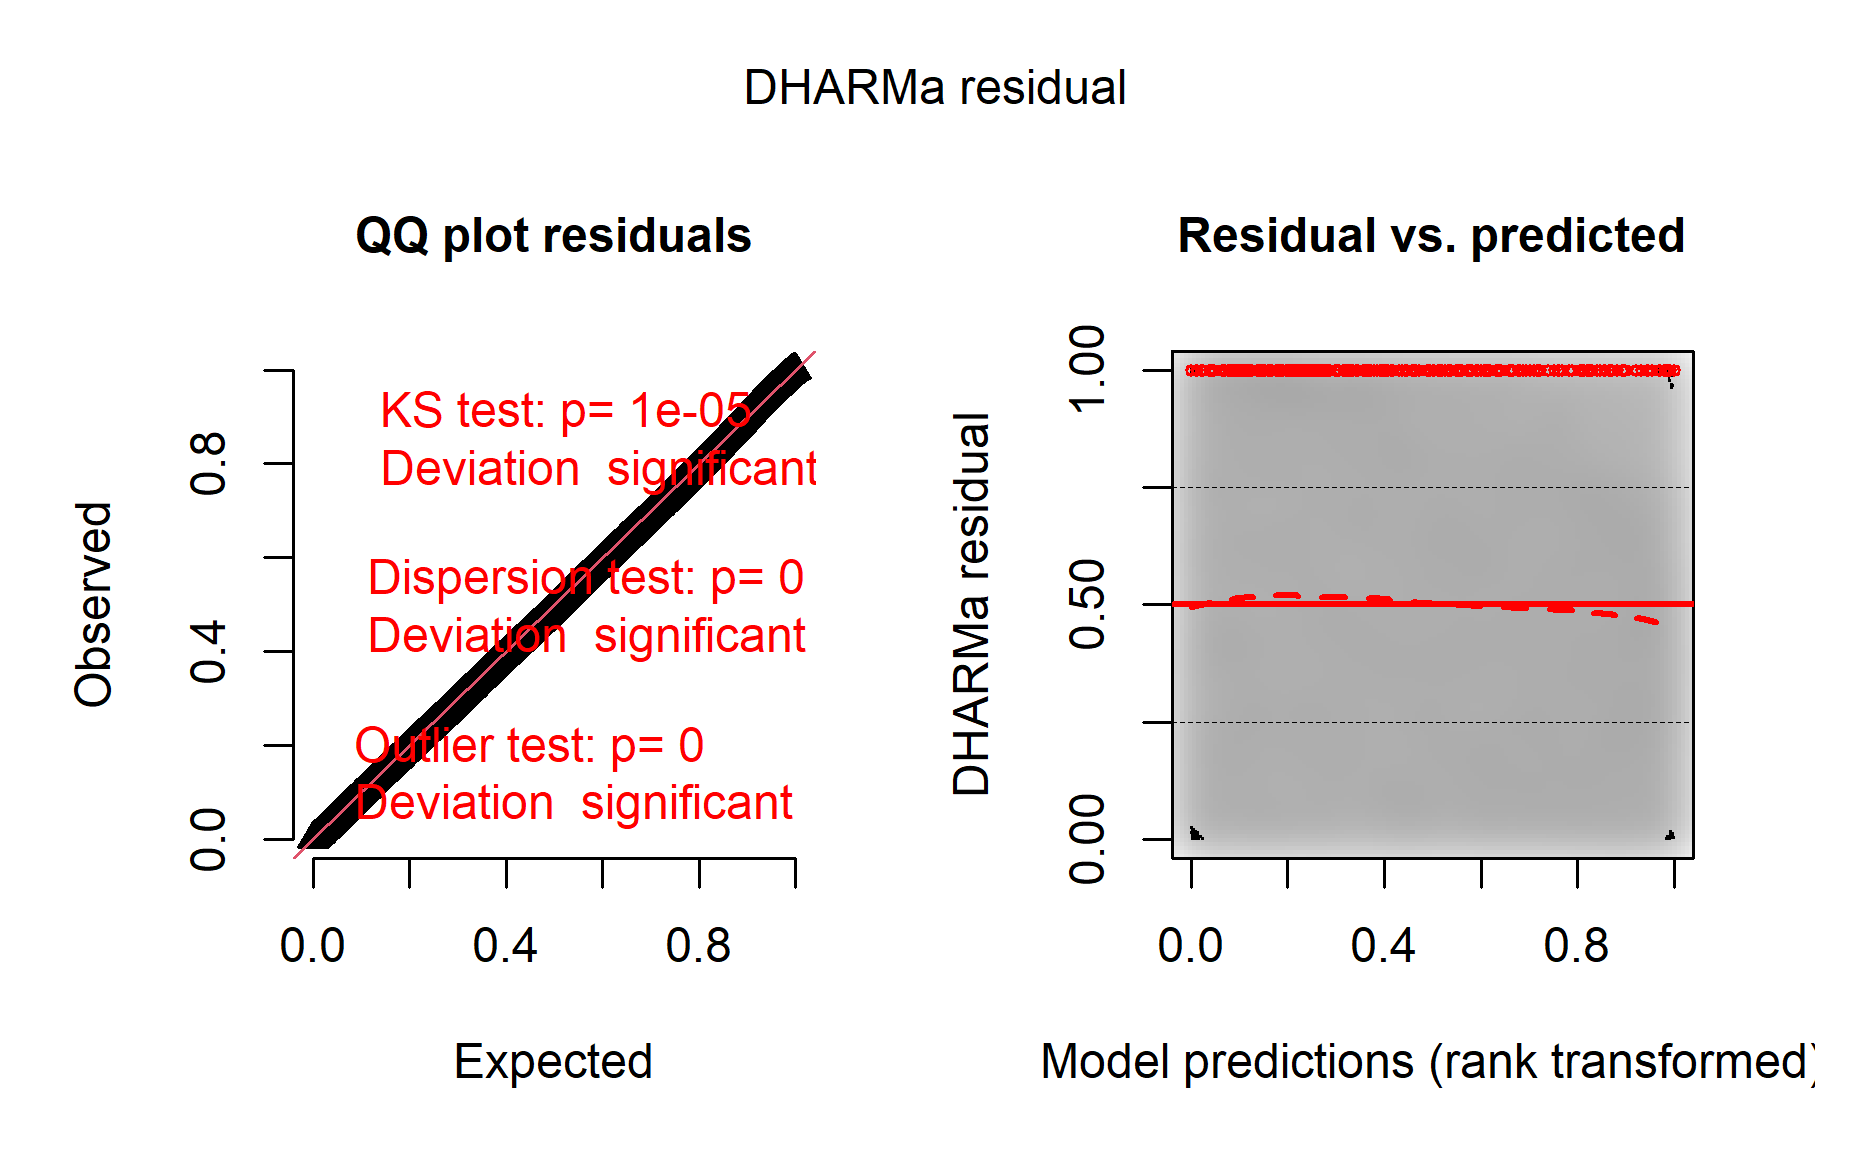 DHARMa residual
QQ plot residuals
KS test: p= 1e-05
Deviation  significant
Dispersion test: p= 0
Deviation  significant
Outlier test: p= 0
Deviation  significant
Observed
0.0
0.4
0.8
0.0
0.4
0.8
Expected
Residual vs. predicted
DHARMa residual
0.00
0.50
1.00
0.0
0.4
0.8
Model predictions (rank transformed)